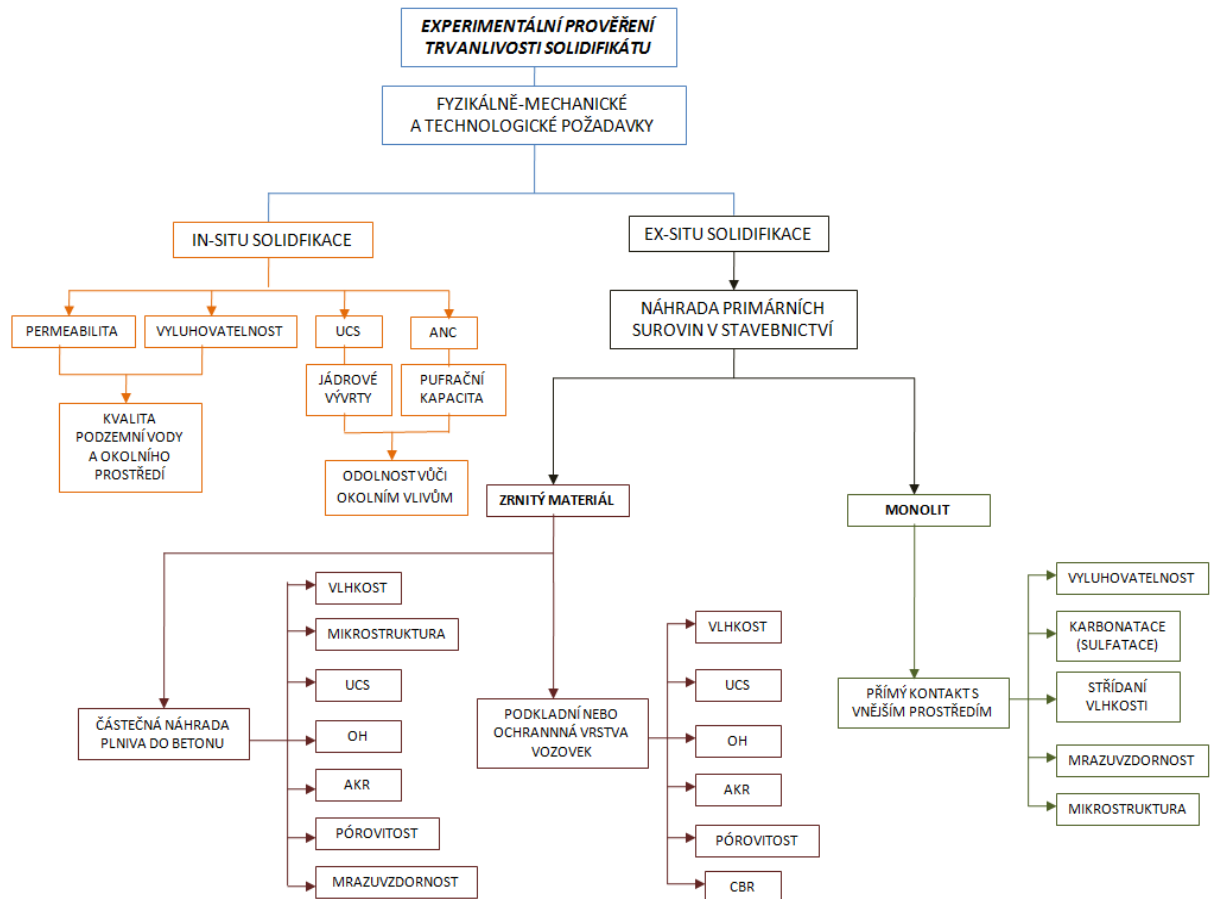 EXPERIMENTÁLNÍ PROVĚŘENÍ
TRVANLIVOSTI SOLIDIFIKÁTU
FYZIKÁLNĚ-MECHANICKÉ
A TECHNOLOGICKÉ POŽADAVKY
IN-SITU SOLIDFIKACE
EX-SITU SOLIDIFIKACE
PERMEABILITA
VYLUHOVATELNOST
UCS
ANC
NÁHRADA PRIMÁRNÍCH
SUROVIN V STAVEBNICTVÍ
JÁDROVÉ
VÝVRTY
PUFRAČNÍ
KAPACITA
KVALITA
PODZEMNÍ VODY
A OKOLNÍHO
PROSTŘEDÍ
ODOLNOST VŮČI
OKOLNÍM VLIVŮM
ZRNITÝ MATERIÁL
MONOLIT
ČÁSTEČNÁ NÁHRADA
PLNIVA DO BETONU
VLHKOST
MIKROSTRUKTURA
UCS
OH
AKR
PÓROVITOST
MRAZUVZDORNOST
PODKLADNÍ NEBO
OCHRANNNÁ VRSTVA
VOZOVEK
VLHKOST
UCS
OH
AKR
PÓROVITOST
CBR
PŘÍMÝ KONTAKT S
VNĚJŠÍM PROSTŘEDÍM
VYLUHOVATELNOST
KARBONATACE
(SULFATACE)
STŘÍDANÍ
VLHKOSTI
MRAZUVZDORNOST
MIKROSTRUKTURA